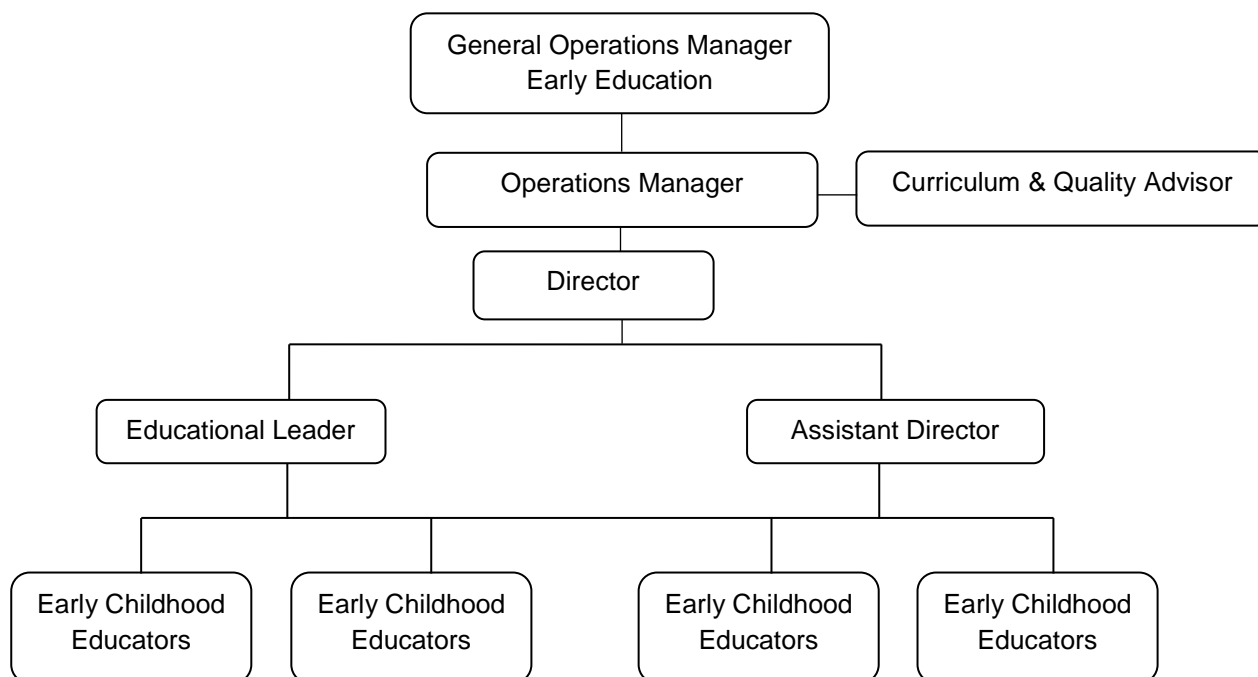 General Operations Manager
Early Education
Operations Manager
Curriculum & Quality Advisor
Director
Educational Leader
Assistant Director
Early Childhood
Educators
Early Childhood
Educators
Early Childhood
Educators
Early Childhood
Educators